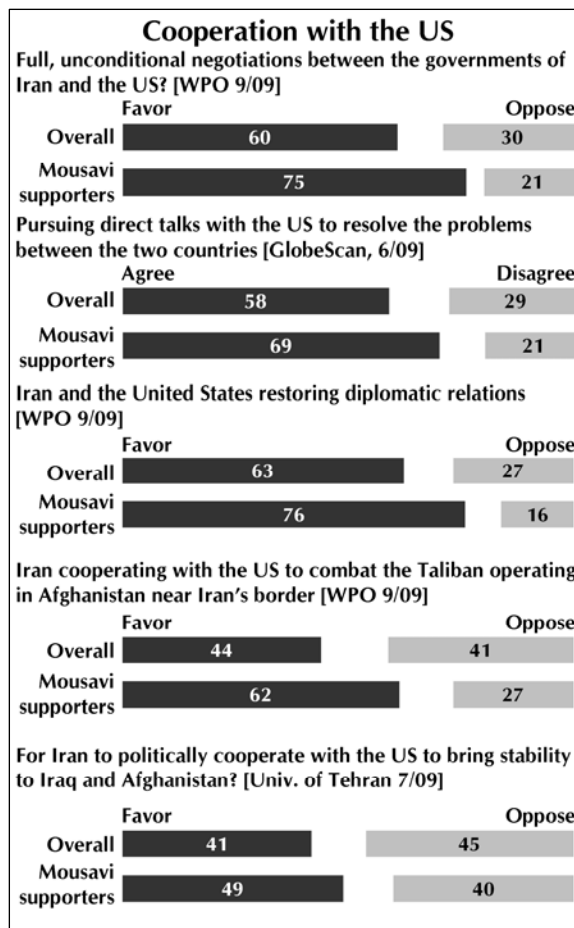 Cooperation with the US
Full, unconditional negotiations between the governments of
Iran and the US? [WPO 9/09]
Favor Oppose
Overall 60 30
Mousavi
supporters 75 21
Pursuing direct talks with the US to resolve the problems
between the two countries [GlobeScan, 6/09]
Agree Disagree
Overall 58 29
Mousavi
supporters 69 21
Iran and the United States restoring diplomatic relations
[WPO 9/09]
Favor Oppose
Overall 63 27
Mousavi
supporters 76 16
Iran cooperating with the US to combat the Taliban operating
in Afghanistan near Iran’s border [WPO 9/09]
Favor Oppose
Overall 44 41
Mousavi
supporters 62 27
For Iran to politically cooperate with the US to bring stability
to Iraq and Afghanistan? [Univ. of Tehran 7/09]
Favor Oppose
Overall 41 45
Mousavi
supporters 49 40